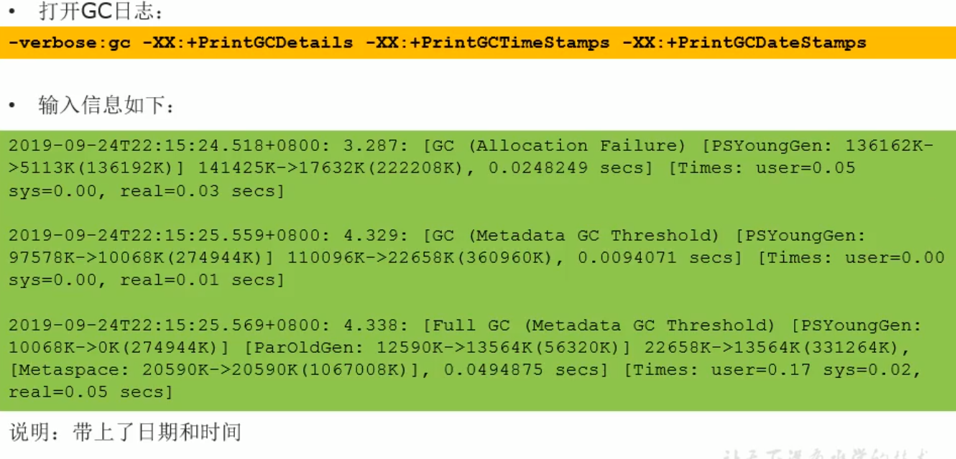 • 打开GC日志：
-verbose:gc -XX:+PrintGCDetails -XX:+PrintGCTimeStamps -XX:+PrintGCDateStamps
• 输入信息如下：
2019-09-24T22:15:24.518+0800: 3.287: [GC (Allocation Failure) [PSYoungGen: 136162K-
>5113K(136192K)] 141425K->17632K(222208K), 0.0248249 secs] [Times: user=0.05
sys=0.00, real=0.03 secs]
2019-09-24T22:15:25.559+0800: 4.329: [GC (Metadata GC Threshold) [PSYoungGen:
97578K->10068K(274944K)] 110096K->22658K(360960K), 0.0094071 secs] [Times: user=0.00
sys=0.00, real=0.01 secs]
2019-09-24T22:15:25.569+0800: 4.338: [Full GC (Metadata GC Threshold) [PSYoungGen:
10068K->0K(274944K)] [ParOldGen: 12590K->13564K(56320K)] 22658K->13564K(331264K),
[Metaspace: 20590K->20590K(1067008K)], 0.0494875 secs] [Times: user=0.17 sys=0.02,
real=0.05 secs]
说明：带上了日期和时间